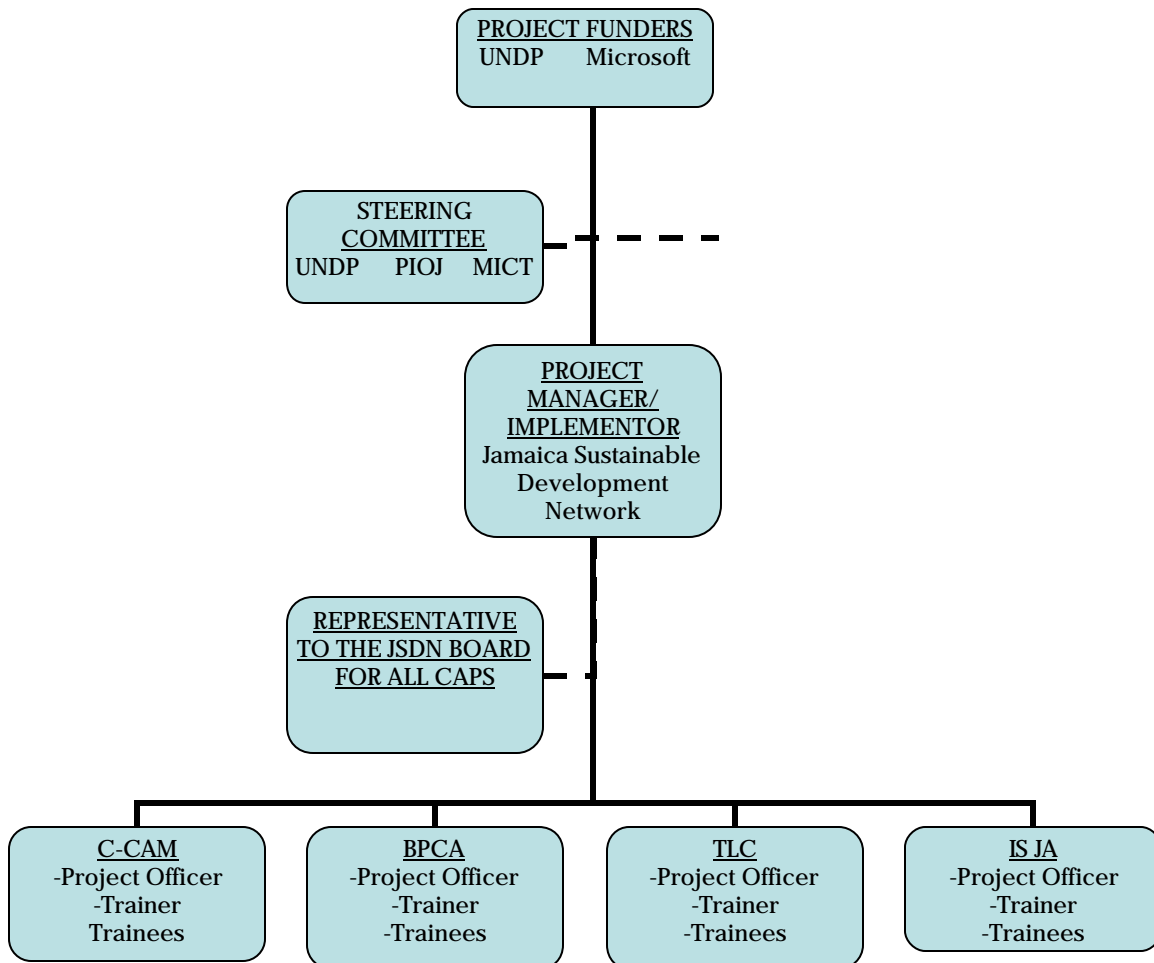 PROJECT FUNDERS
UNDP Microsoft
STEERING
COMMITTEE
UNDP PIOJ MICT
PROJECT
MANAGER/
IMPLEMENTOR
Jamaica Sustainable
Development
Network
REPRESENTATIVE
TO THE JSDN BOARD
FOR ALL CAPS
C-CAM
-Project Officer
-Trainer
Trainees
BPCA
-Project Officer
-Trainer
-Trainees
TLC
-Project Officer
-Trainer
-Trainees
IS JA
-Project Officer
-Trainer
-Trainees